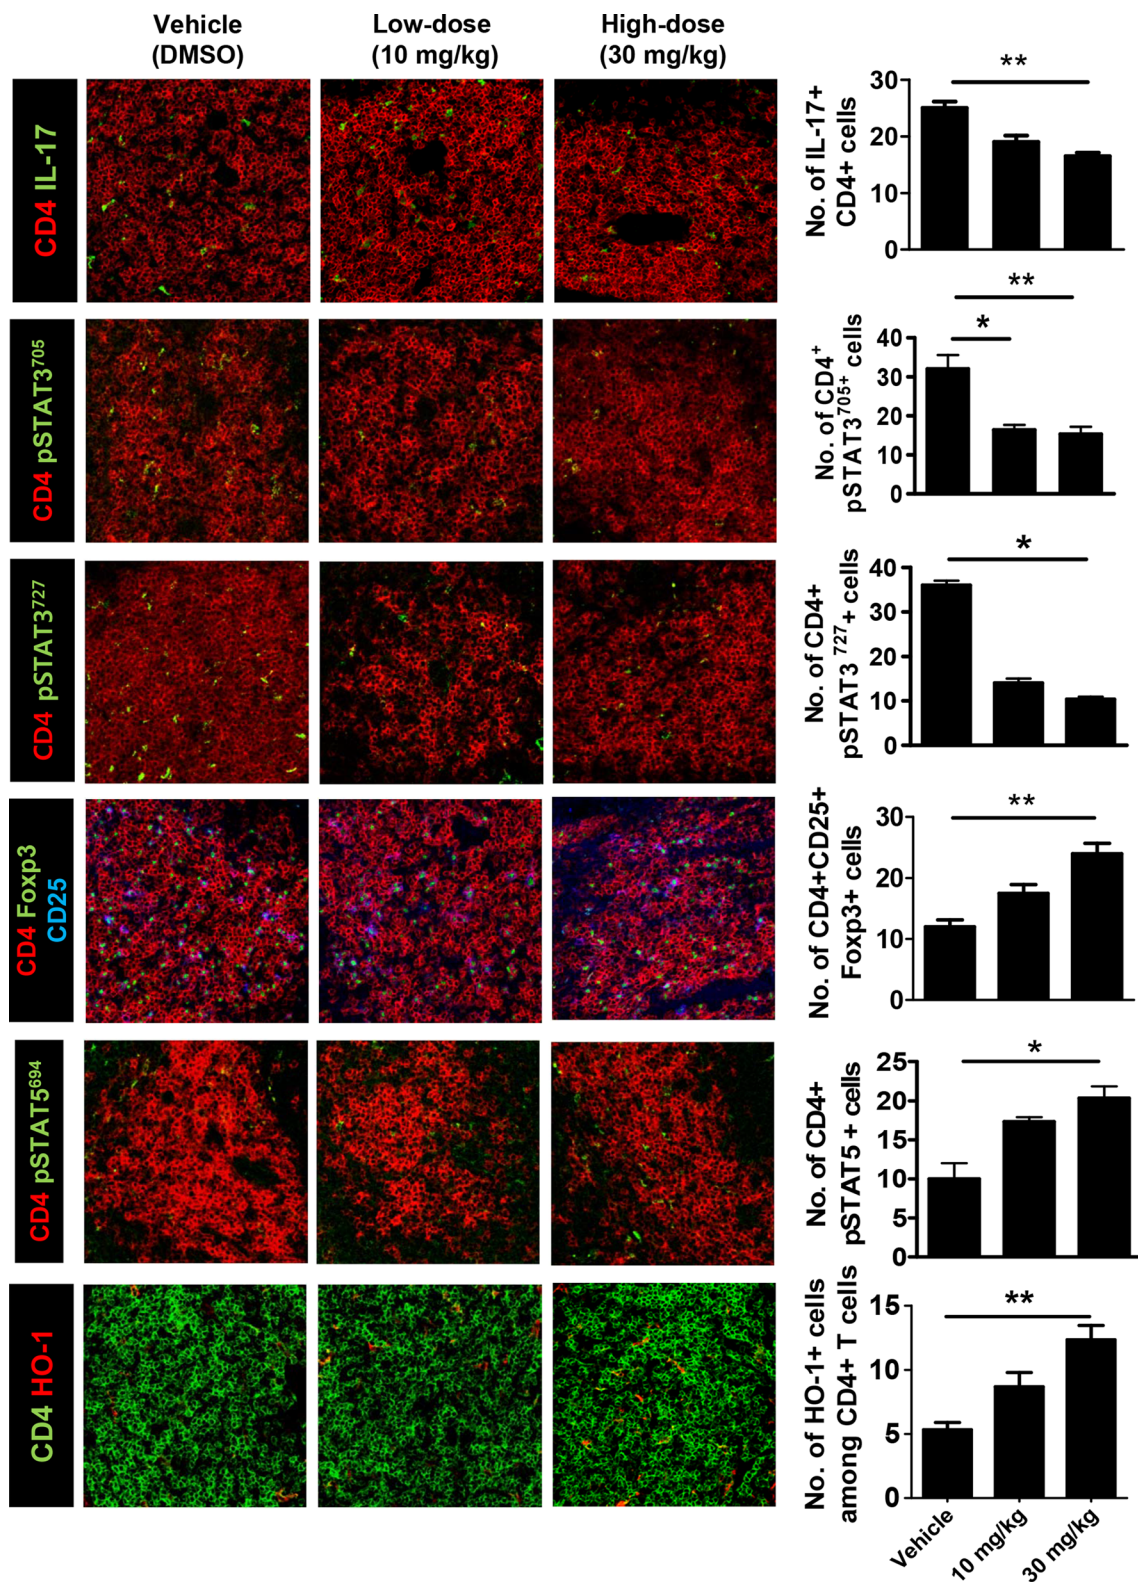 Vehicle
(DMSO)
Low-dose
(10 mg/kg)
High-dose
(30 mg/kg)
CD4 IL-17
**
No. of IL-17+
CD4+ cells
30
20
10
0
CD4 pSTAT3⁷⁰⁵
**
*
No. of CD4⁺
pSTAT3⁷⁰⁵⁺ cells
40
30
20
10
0
CD4 pSTAT3⁷²⁷
*
No. of CD4+
pSTAT3 ⁷²⁷+ cells
40
30
20
10
0
CD4 Foxp3
CD25
**
No. of CD4+CD25+
Foxp3+ cells
30
20
10
0
CD4 pSTAT5⁶⁹⁴
*
No. of CD4+
pSTAT5 + cells
25
20
15
10
5
0
CD4 HO-1
**
No. of HO-1+ cells
among CD4+ T cells
15
10
5
0
Vehicle
10 mg/kg
30 mg/kg